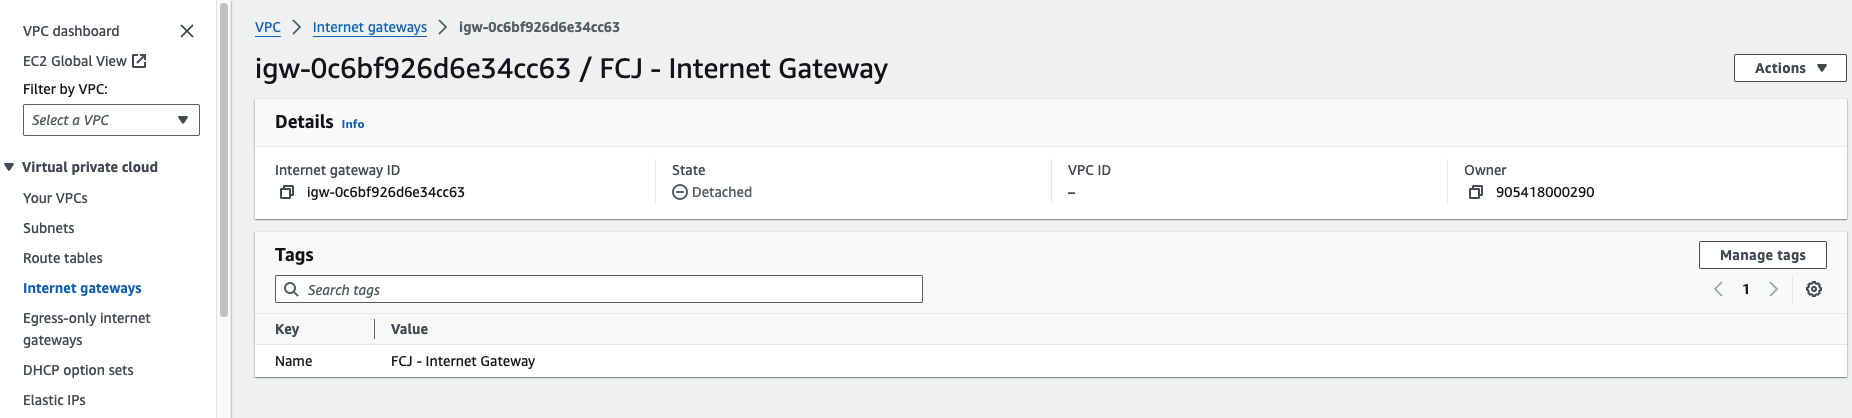 VPC dashboard
EC2 Global View
Filter by VPC:
Select a VPC
Virtual private cloud
Your VPCs
Subnets
Route tables
Internet gateways
Egress-only internet
gateways
DHCP option sets
Elastic IPs
VPC > Internet gateways > igw-0c6bf926d6e34cc63
igw-0c6bf926d6e34cc63 / FCJ - Internet Gateway
Actions
Details Info
Internet gateway ID
igw-0c6bf926d6e34cc63
State
Detached
VPC ID
–
Owner
905418000290
Tags
Manage tags
Search tags
1
Key Value
Name FCJ - Internet Gateway